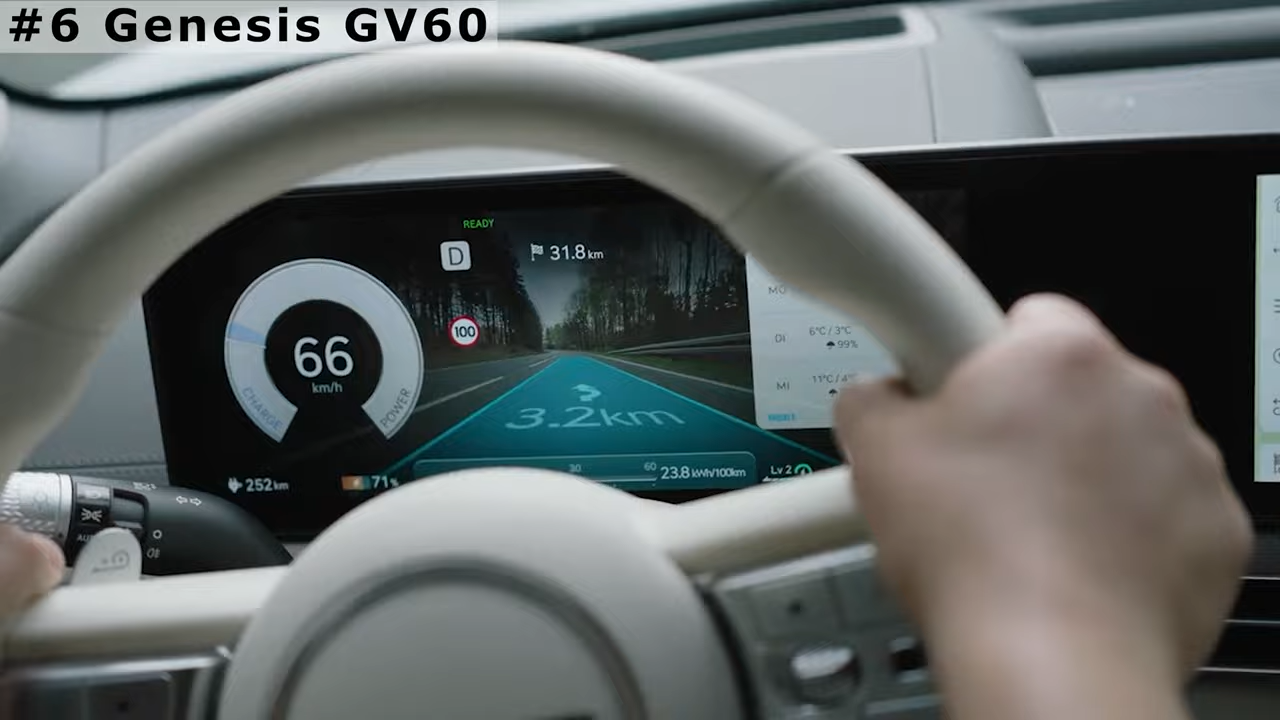 #6 Genesis GV60
READY
D
31.8 km
100
66
km/h
CHARGE
POWER
3.2km
DI
6°C / 3°C
99%
MI
30
60
23.8 kWh/100km
Lv 2
252 km
71%